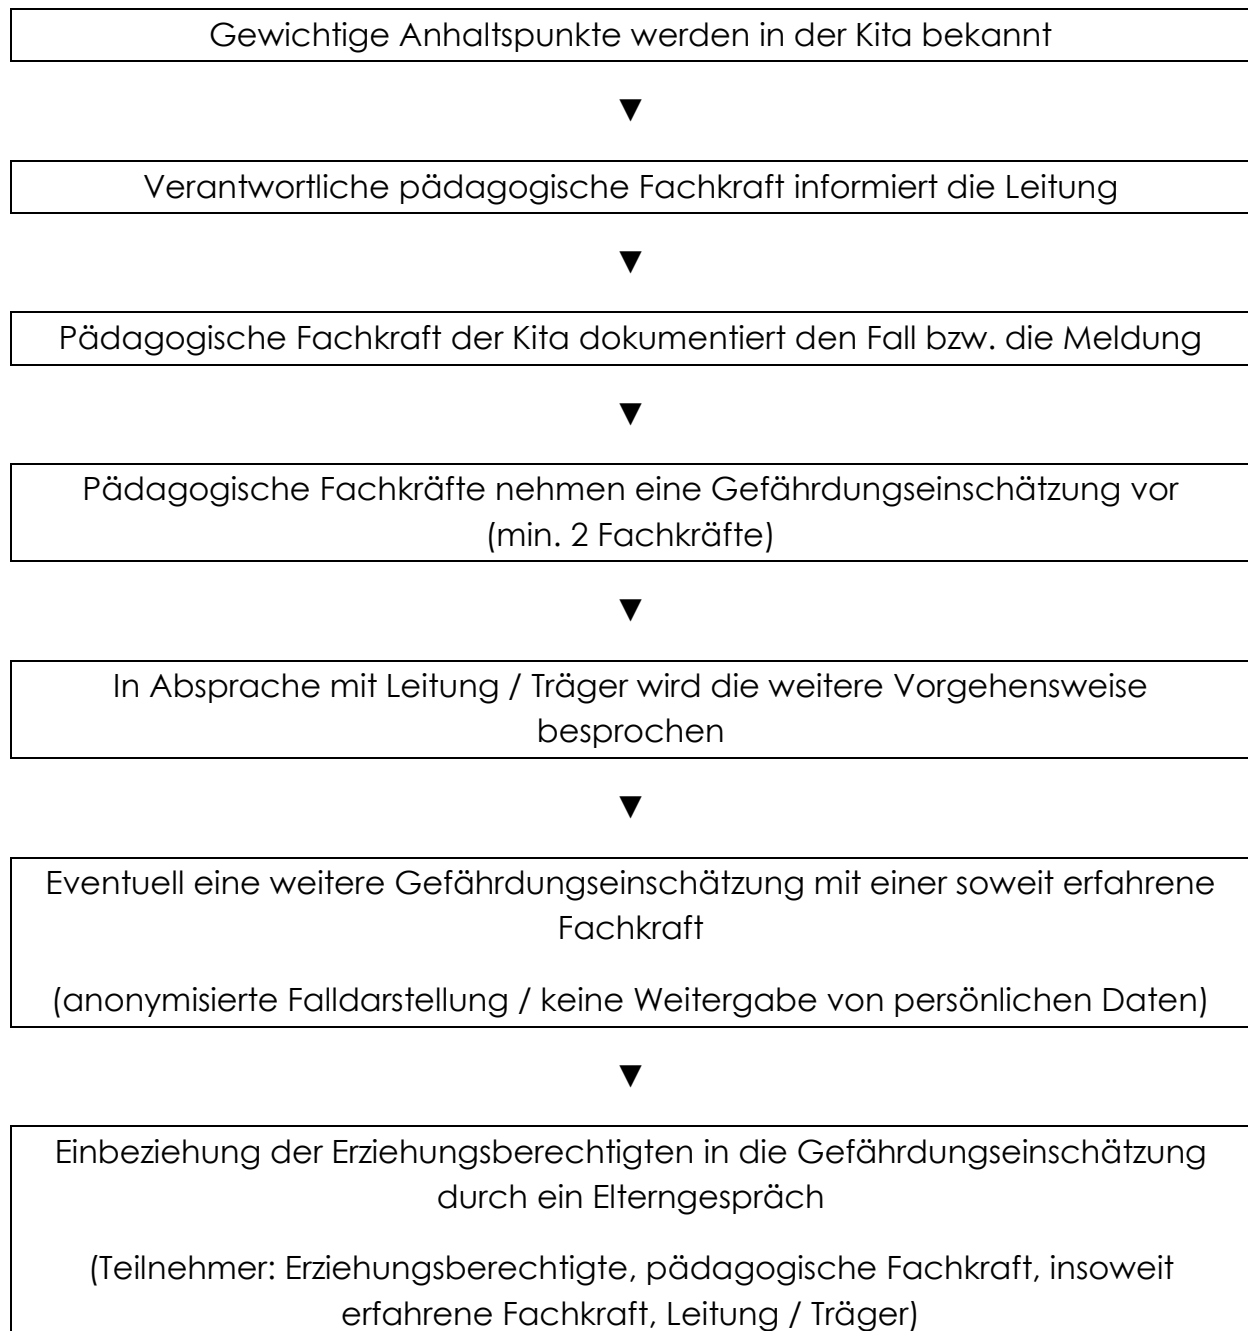 Gewichtige Anhaltspunkte werden in der Kita bekannt
▼
Verantwortliche pädagogische Fachkraft informiert die Leitung
▼
Pädagogische Fachkraft der Kita dokumentiert den Fall bzw. die Meldung
▼
Pädagogische Fachkräfte nehmen eine Gefährdungseinschätzung vor
(min. 2 Fachkräfte)
▼
In Absprache mit Leitung / Träger wird die weitere Vorgehensweise
besprochen
▼
Eventuell eine weitere Gefährdungseinschätzung mit einer soweit erfahrene
Fachkraft
(anonymisierte Falldarstellung / keine Weitergabe von persönlichen Daten)
▼
Einbeziehung der Erziehungsberechtigten in die Gefährdungseinschätzung
durch ein Elterngespräch
(Teilnehmer: Erziehungsberechtigte, pädagogische Fachkraft, insoweit
erfahrene Fachkraft, Leitung / Träger)